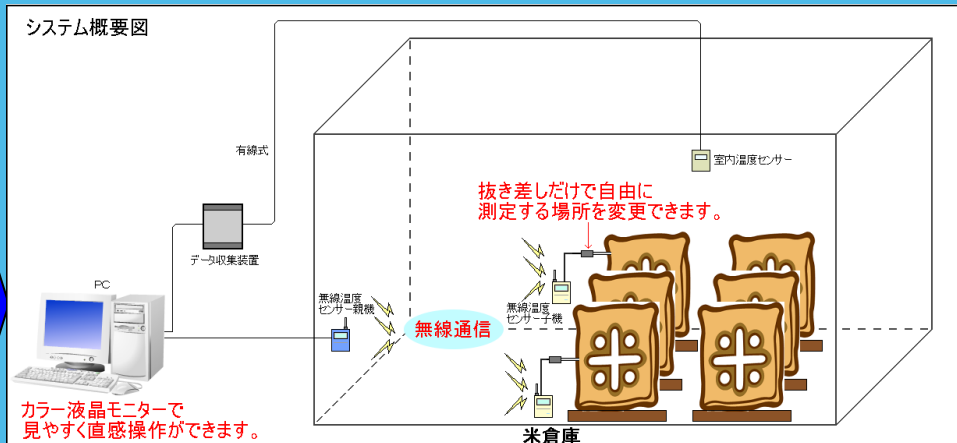 システム概要図
有線式
室内温度センサー
抜き差しだけで自由に
測定する場所を変更できます。
データ収集装置
PC
無線温度
センサー親機
無線通信
無線温度
センサー子機
カラー液晶モニターで
見やすく直感操作ができます。
米倉庫